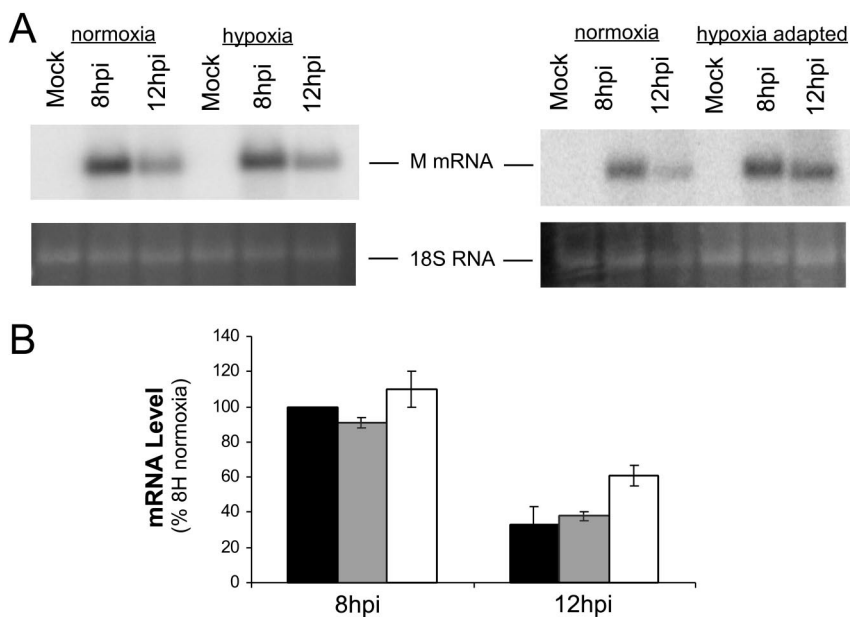 A
normoxia hypoxia
Mock 8hpi 12hpi Mock 8hpi 12hpi
normoxia hypoxia adapted
Mock 8hpi 12hpi Mock 8hpi 12hpi
M mRNA
18S RNA
B
mRNA Level
(% 8H normoxia)
140
120
100
80
60
40
20
0
8hpi 12hpi